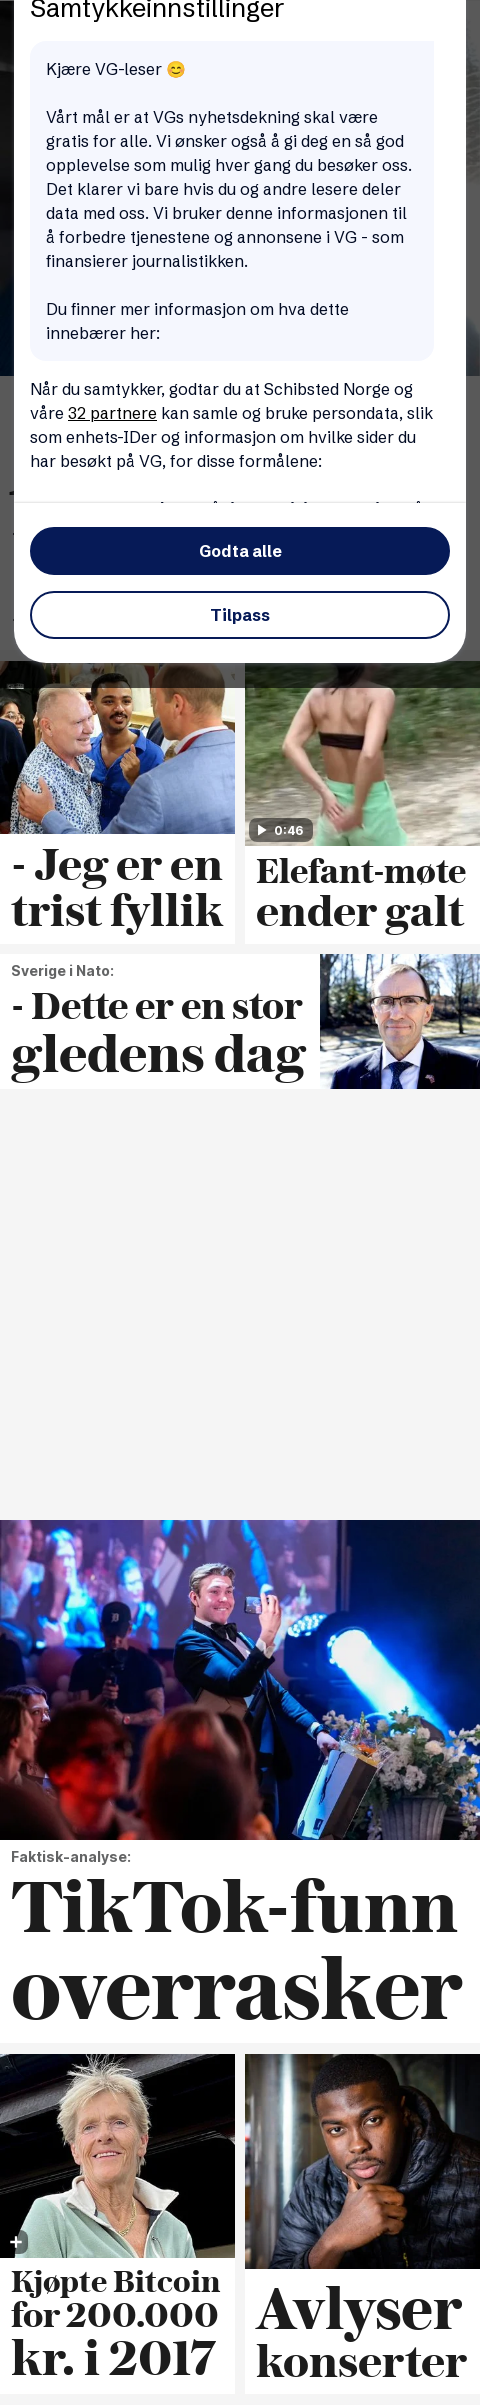 Samtykkeinnstillinger
Kjære VG-leser 😊
Vårt mål er at VGs nyhetsdekning skal være
gratis for alle. Vi ønsker også å gi deg en så god
opplevelse som mulig hver gang du besøker oss.
Det klarer vi bare hvis du og andre lesere deler
data med oss. Vi bruker denne informasjonen til
å forbedre tjenestene og annonsene i VG - som
finansierer journalistikken.
Du finner mer informasjon om hva dette
innebærer her:
Når du samtykker, godtar du at Schibsted Norge og
våre 32 partnere kan samle og bruke persondata, slik
som enhets-IDer og informasjon om hvilke sider du
har besøkt på VG, for disse formålene:
Godta alle
Tilpass
- Jeg er en
trist fyllik
0:46
Elefant-møte
ender galt
Sverige i Nato:
- Dette er en stor
gledens dag
Faktisk-analyse:
TikTok-funn
overrasker
Kjøpte Bitcoin
for 200.000
kr. i 2017
Avlyser
konserter